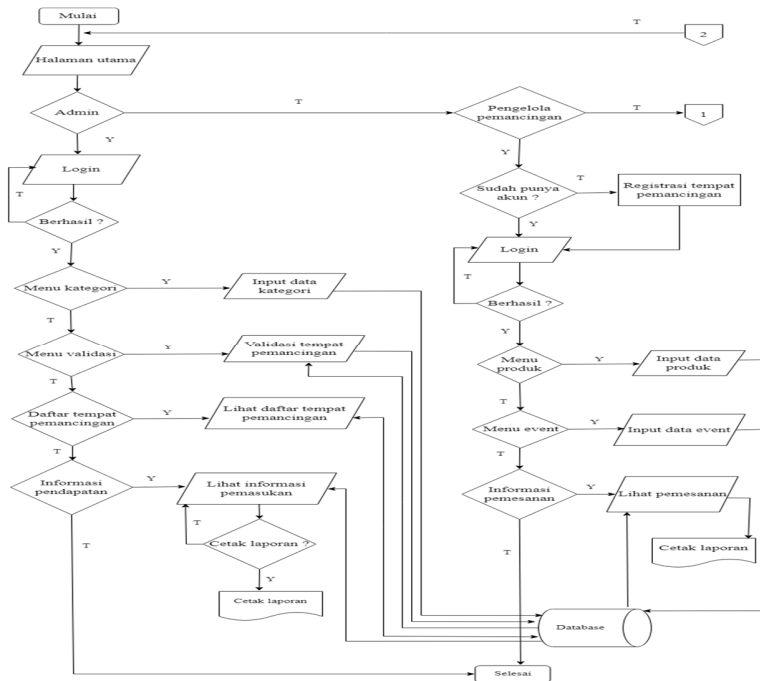 Mulai
T
2
Halaman utama
Admin
T
Pengelola
pemancingan
T
1
Y
Login
T
Berhasil ?
Y
Menu kategori
Y
Input data
kategori
T
Menu validasi
Y
Validasi tempat
pemancingan
T
Daftar tempat
pemancingan
Y
Lihat daftar tempat
pemancingan
T
Informasi
pendapatan
Y
Lihat informasi
pemasukan
T
Cetak laporan ?
Y
Cetak laporan
T
Y
Sudah punya
akun ?
T
Registrasi tempat
pemancingan
Y
Login
T
Berhasil ?
Y
Menu
produk
Y
Input data
produk
T
Menu event
Y
Input data event
T
Informasi
pemesanan
Y
Lihat pemesanan
Cetak laporan
T
Database
Selesai